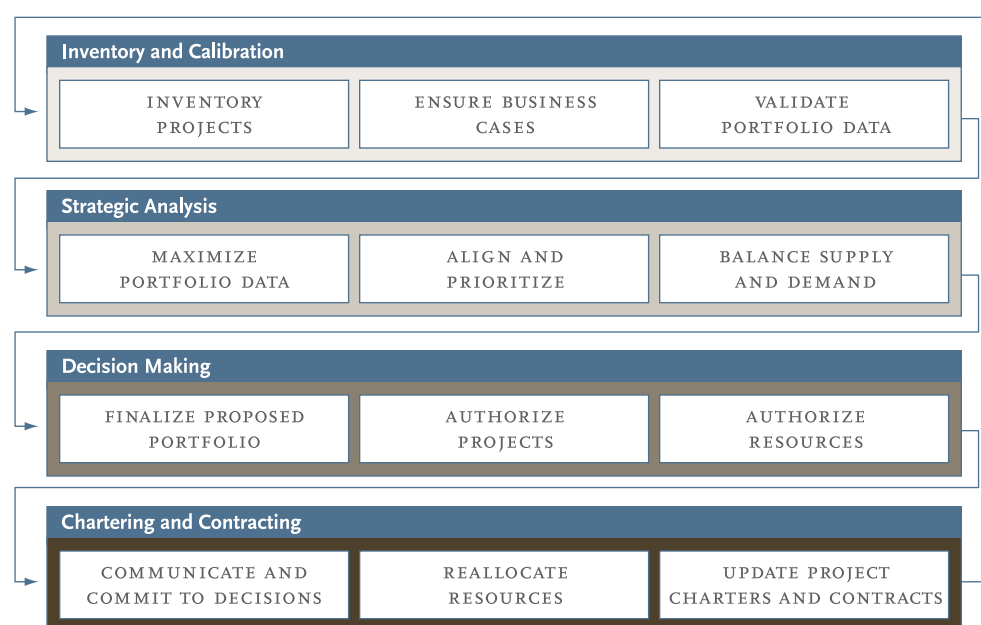 Inventory and Calibration
INVENTORY
PROJECTS
ENSURE BUSINESS
CASES
VALIDATE
PORTFOLIO DATA
Strategic Analysis
MAXIMIZE
PORTFOLIO DATA
ALIGN AND
PRIORITIZE
BALANCE SUPPLY
AND DEMAND
Decision Making
FINALIZE PROPOSED
PORTFOLIO
AUTHORIZE
PROJECTS
AUTHORIZE
RESOURCES
Chartering and Contracting
COMMUNICATE AND
COMMIT TO DECISIONS
REALLOCATE
RESOURCES
UPDATE PROJECT
CHARTERS AND CONTRACTS